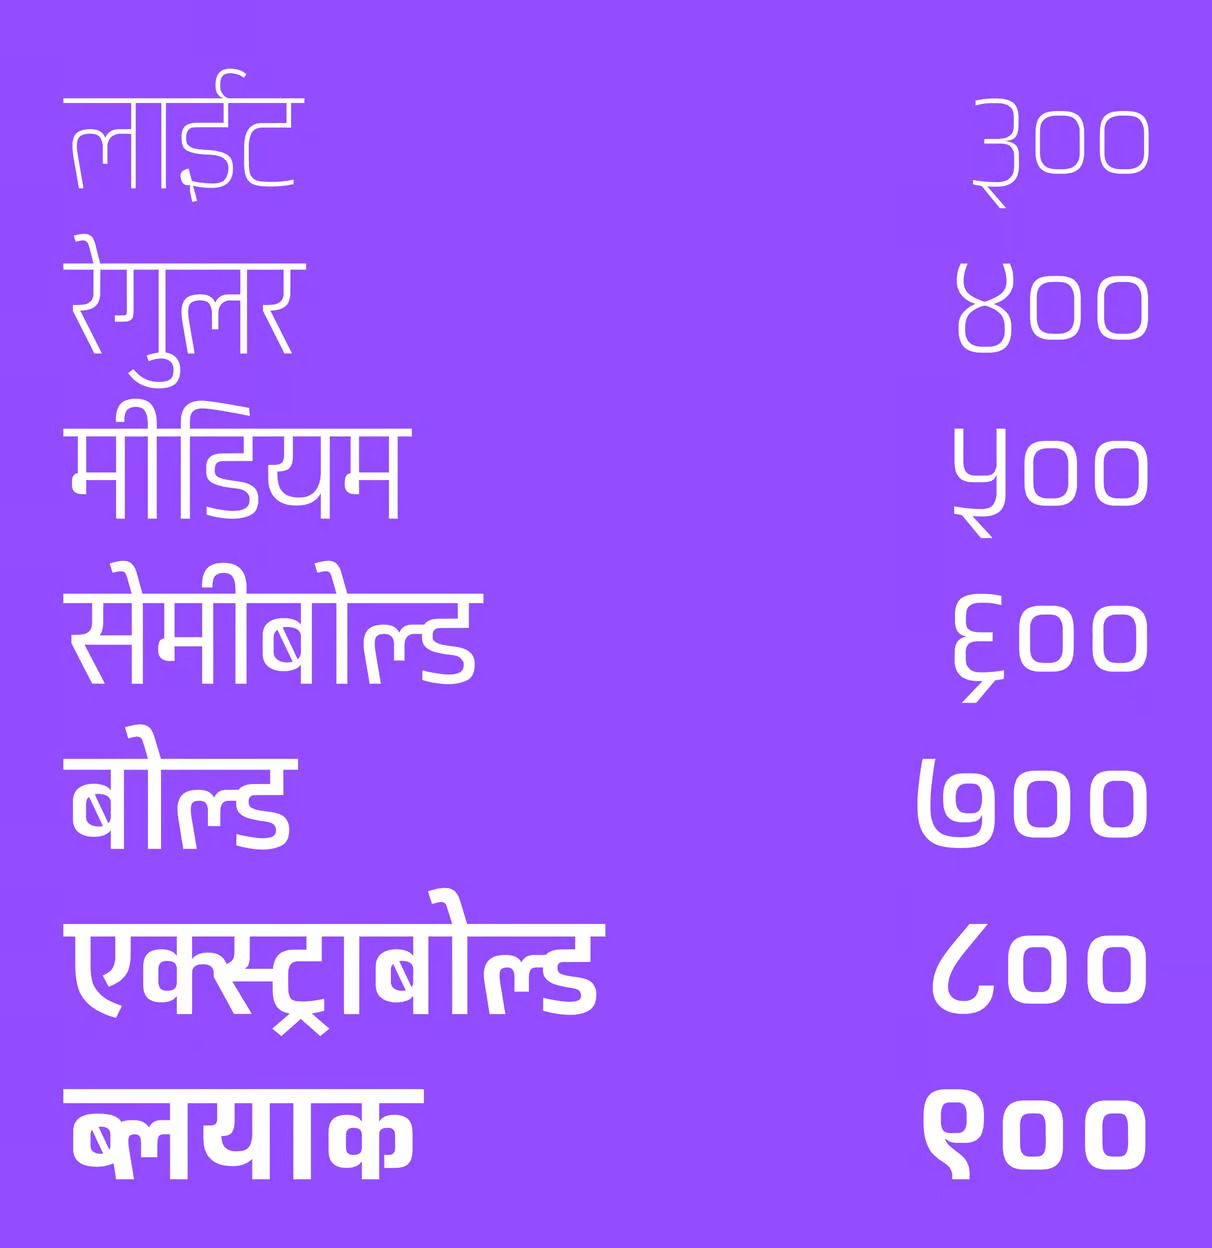 लाईट ३००
रेगुलर ४००
मीडियम ५००
सेमीबोल्ड ६००
बोल्ड ७००
एक्स्ट्राबोल्ड ८००
ब्लयाक ९००